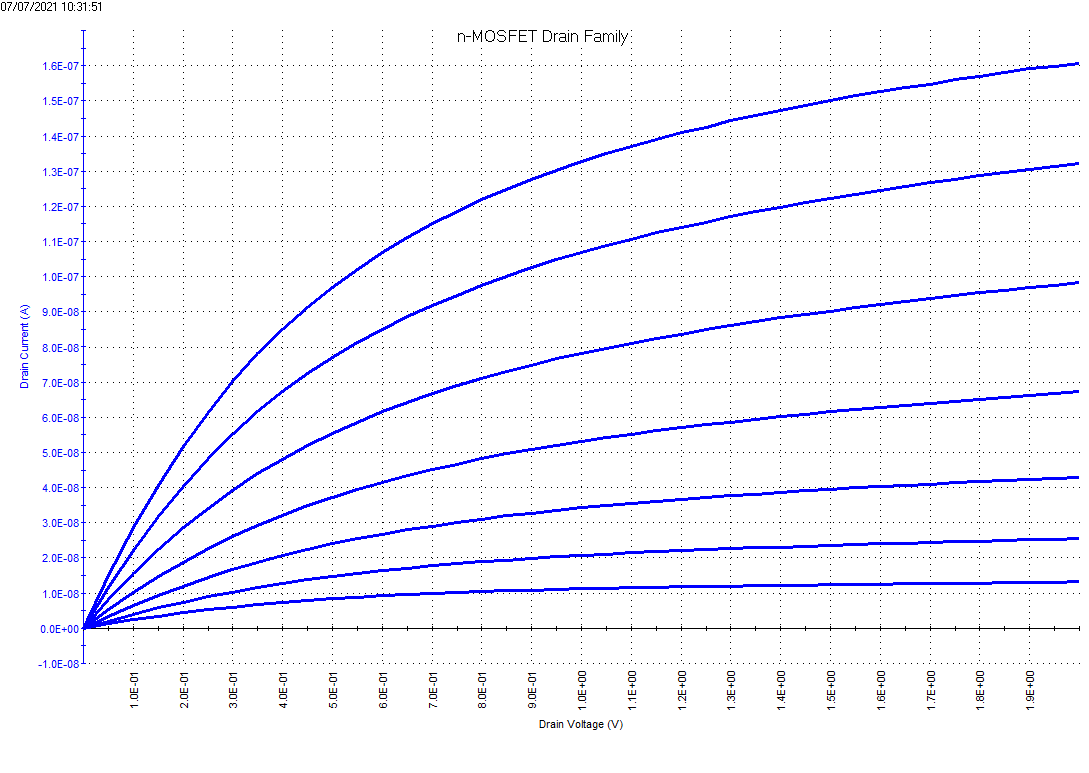 07/07/2021 10:31:51
n-MOSFET Drain Family
1.6E-07
1.5E-07
1.4E-07
1.3E-07
1.2E-07
1.1E-07
1.0E-07
9.0E-08
8.0E-08
7.0E-08
6.0E-08
5.0E-08
4.0E-08
3.0E-08
2.0E-08
1.0E-08
0.0E+00
-1.0E-08
Drain Current (A)
1.0E-01
2.0E-01
3.0E-01
4.0E-01
5.0E-01
6.0E-01
7.0E-01
8.0E-01
9.0E-01
1.0E+00
1.1E+00
1.2E+00
1.3E+00
1.4E+00
1.5E+00
1.6E+00
1.7E+00
1.8E+00
1.9E+00
Drain Voltage (V)